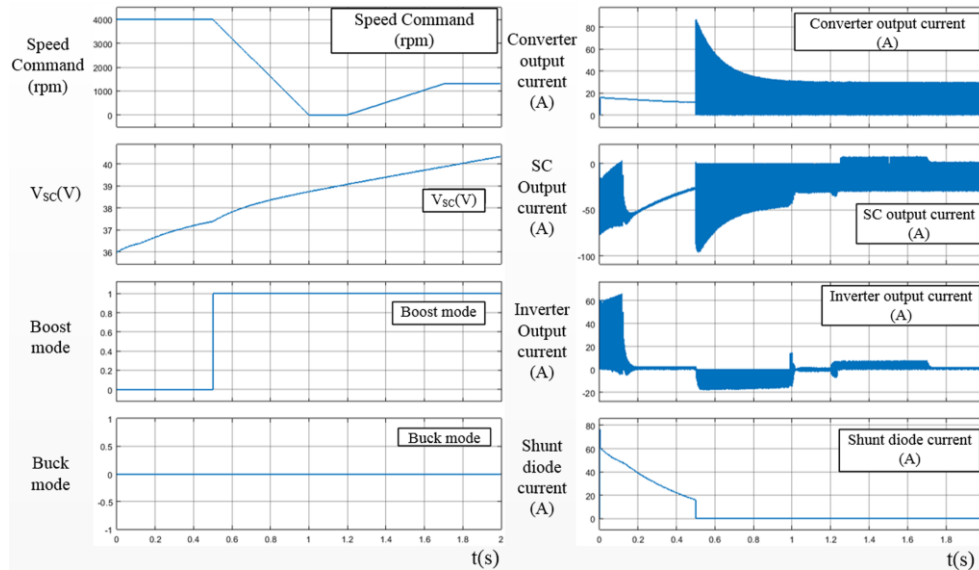 Speed
Command
(rpm)
4000
3000
2000
1000
0
Speed Command
(rpm)
V_SC(V)
40
39
38
37
36
V_SC(V)
Boost
mode
1
0.8
0.6
0.4
0.2
0
Boost mode
Buck
mode
1
0.5
0
-0.5
-1
Buck mode
0
0.2
0.4
0.6
0.8
1
1.2
1.4
1.6
1.8
2
t(s)
Converter
output
current
(A)
80
60
40
20
0
Converter output current
(A)
SC
Output
current
(A)
0
-50
-100
SC output current
(A)
Inverter
Output
current
(A)
60
40
20
0
-20
Inverter output current
(A)
Shunt
diode
current
(A)
80
60
40
20
0
Shunt diode current
(A)
0
0.2
0.4
0.6
0.8
1
1.2
1.4
1.6
1.8
t(s)